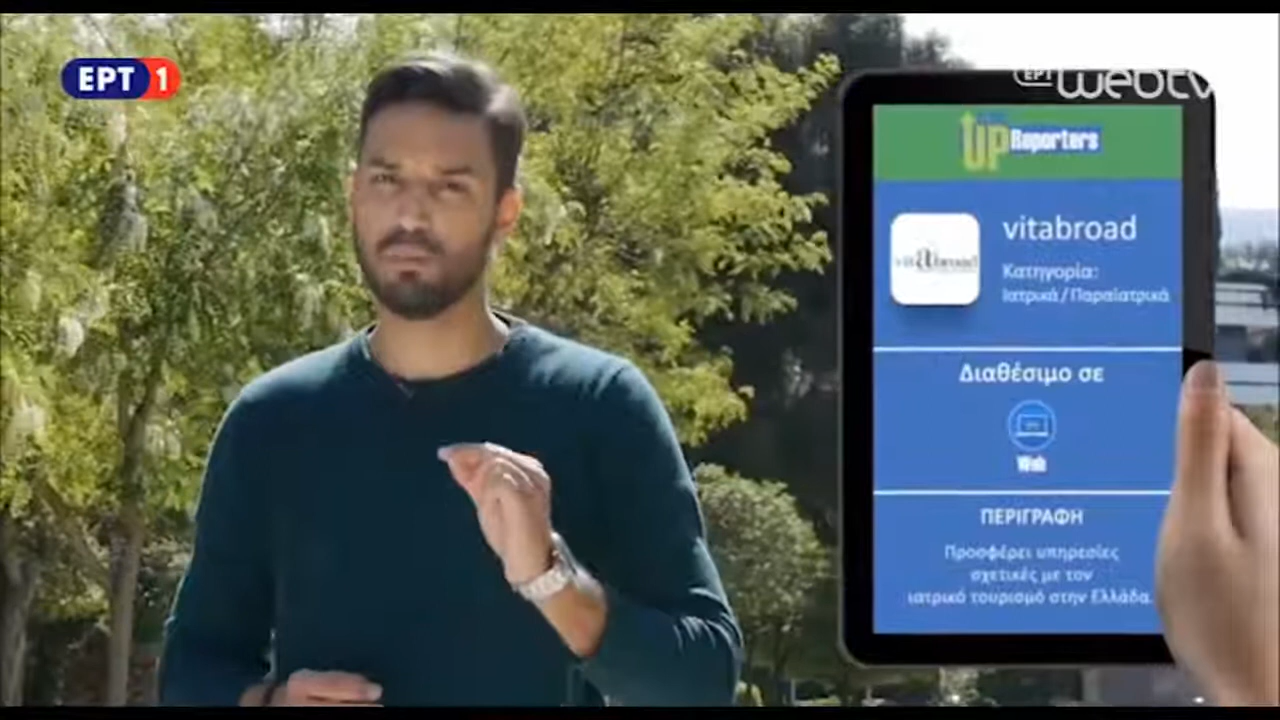 ΕΡΤ 1
ΕΡΤ webtv
UP Reporters
vitabroad
vitabroad
Κατηγορία:
Ιατρικά / Παραϊατρικά
Διαθέσιμο σε
Web
ΠΕΡΙΓΡΑΦΗ
Προσφέρει υπηρεσίες
σχετικές με τον
ιατρικό τουρισμό στην Ελλάδα.